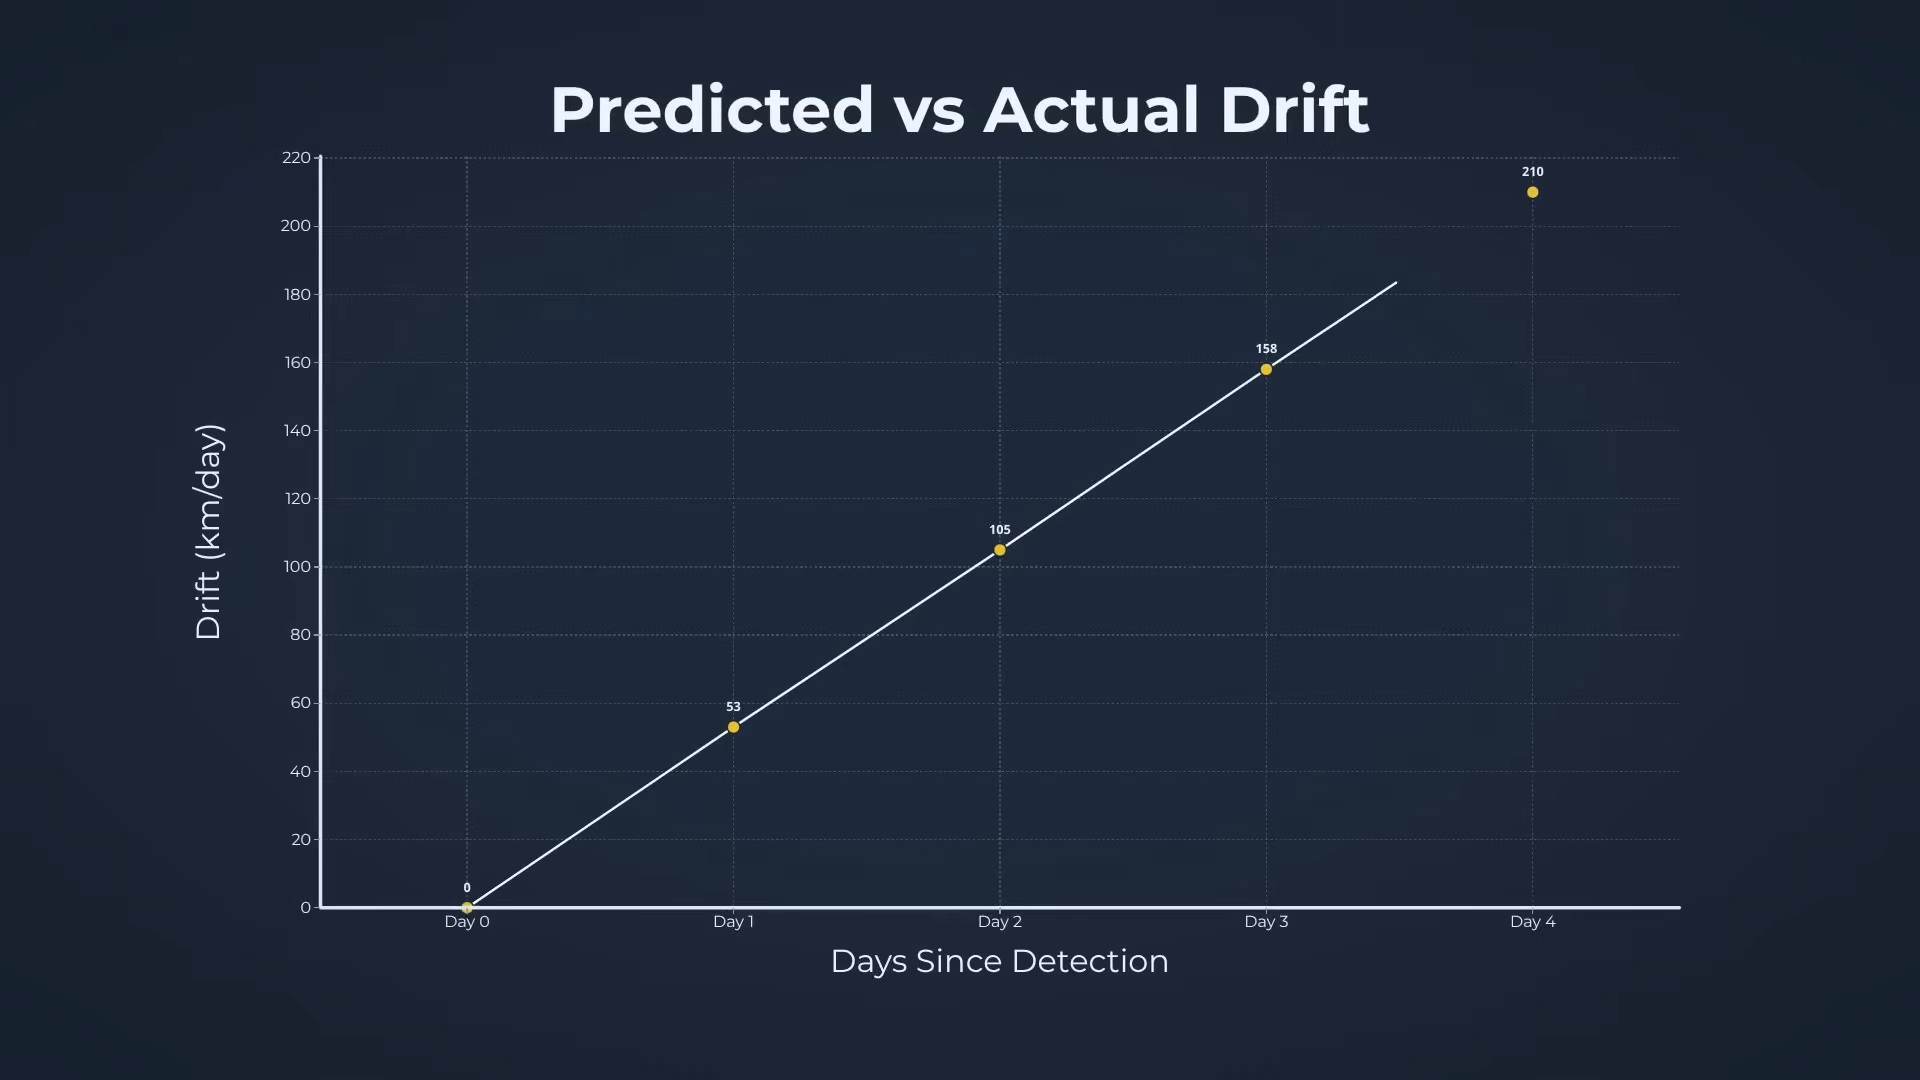 Predicted vs Actual Drift
220
200
180
160
140
120
100
80
60
40
20
0
Drift (km/day)
0
53
105
158
210
Day 0
Day 1
Day 2
Day 3
Day 4
Days Since Detection